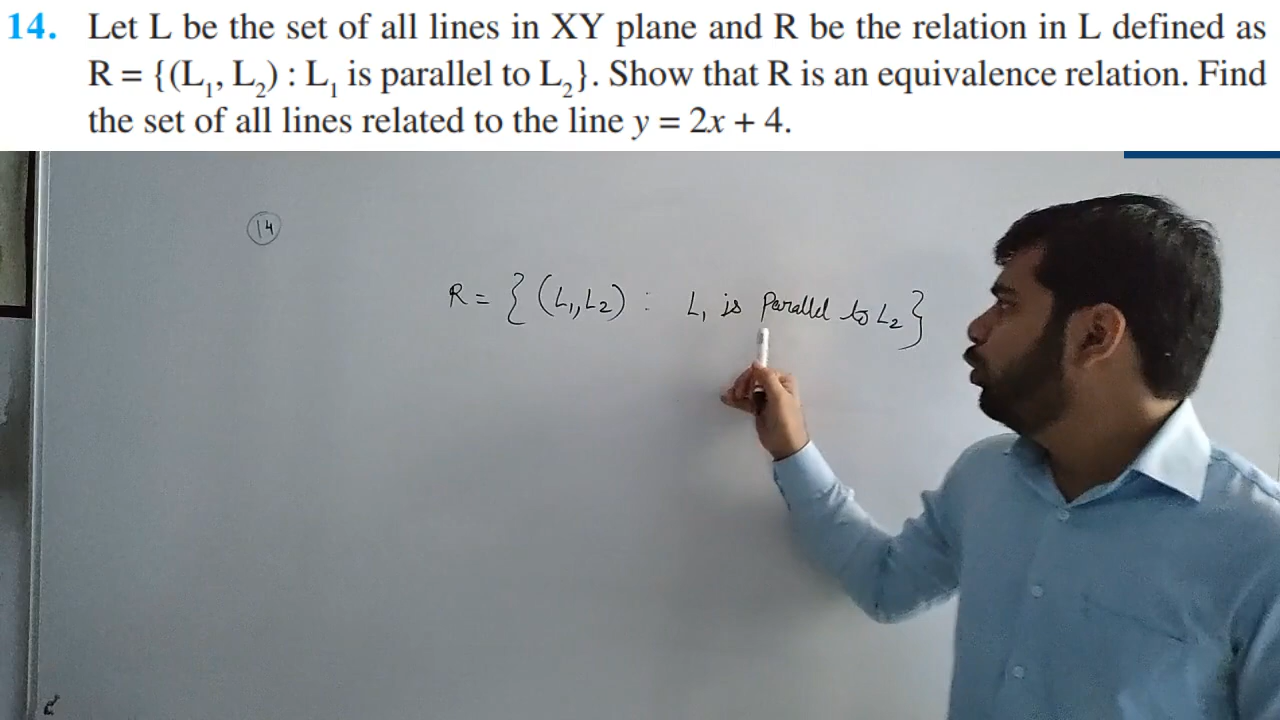 14. Let L be the set of all lines in XY plane and R be the relation in L defined as
R = {(L₁, L₂) : L₁ is parallel to L₂}. Show that R is an equivalence relation. Find
the set of all lines related to the line y = 2x + 4.
14
R = { (L₁, L₂) : L₁ is Parallel to L₂ }